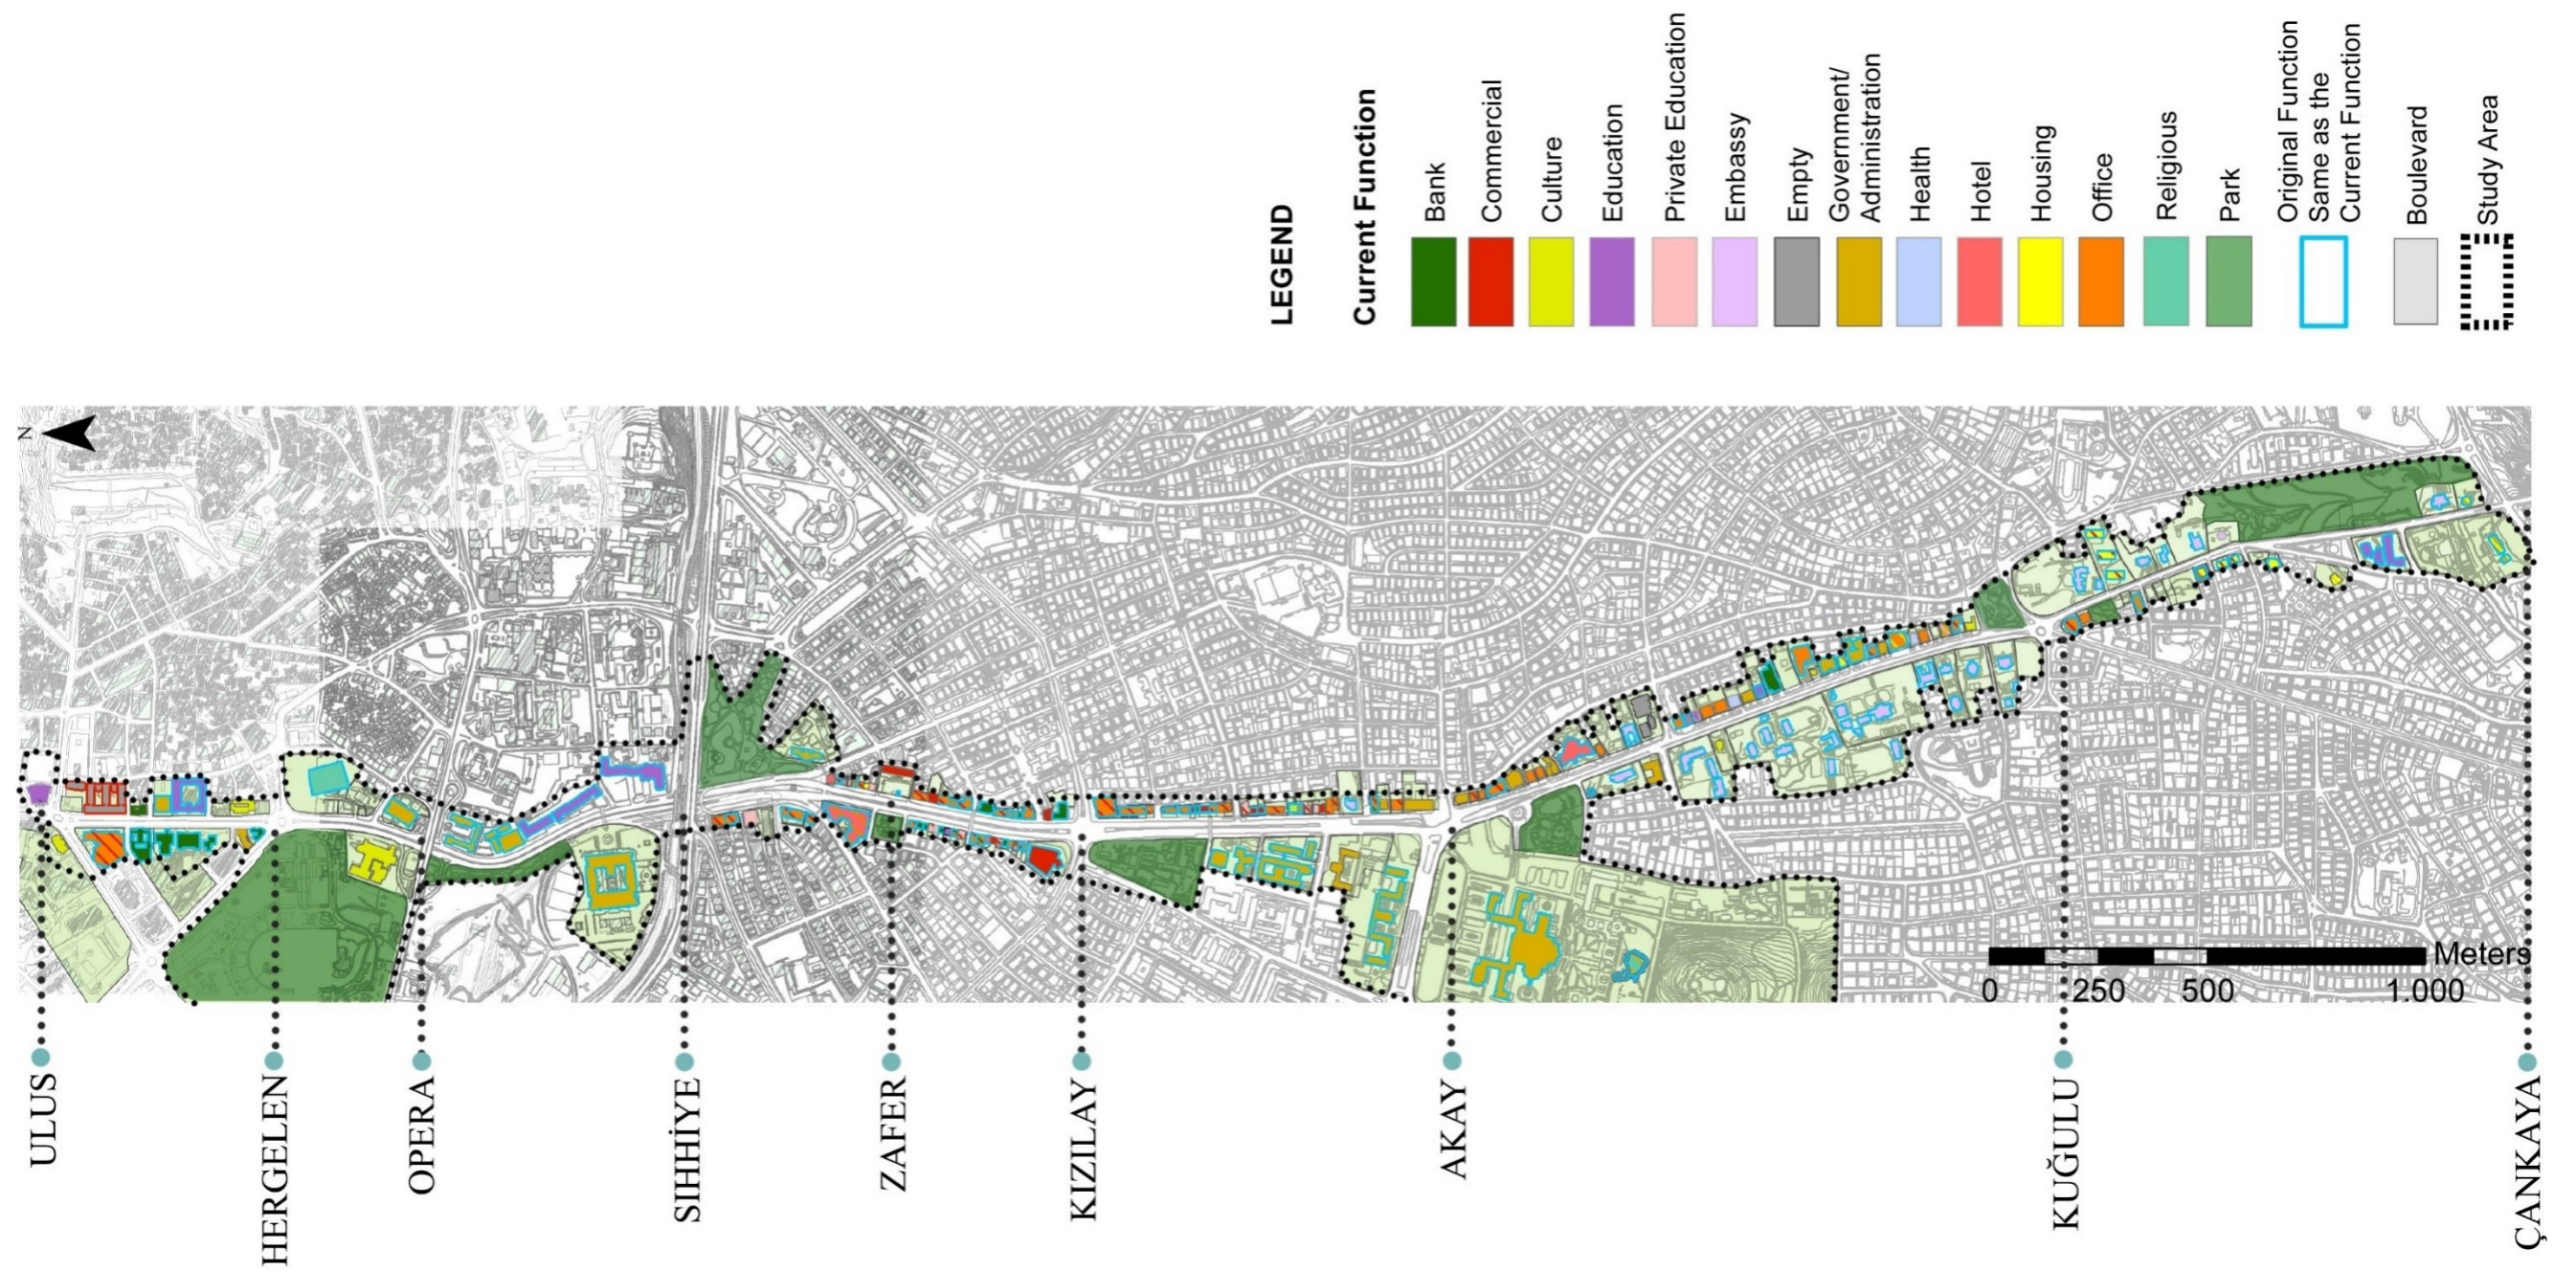 LEGEND
Current Function
Bank
Commercial
Culture
Education
Private Education
Embassy
Empty
Government/
Administration
Health
Hotel
Housing
Office
Religious
Park
Original Function
Same as the
Current Function
Boulevard
Study Area
N
Meters
0 250 500 1.000
ULUS
HERGELEN
OPERA
SIHHİYE
ZAFER
KIZILAY
AKAY
KUĞULU
ÇANKAYA